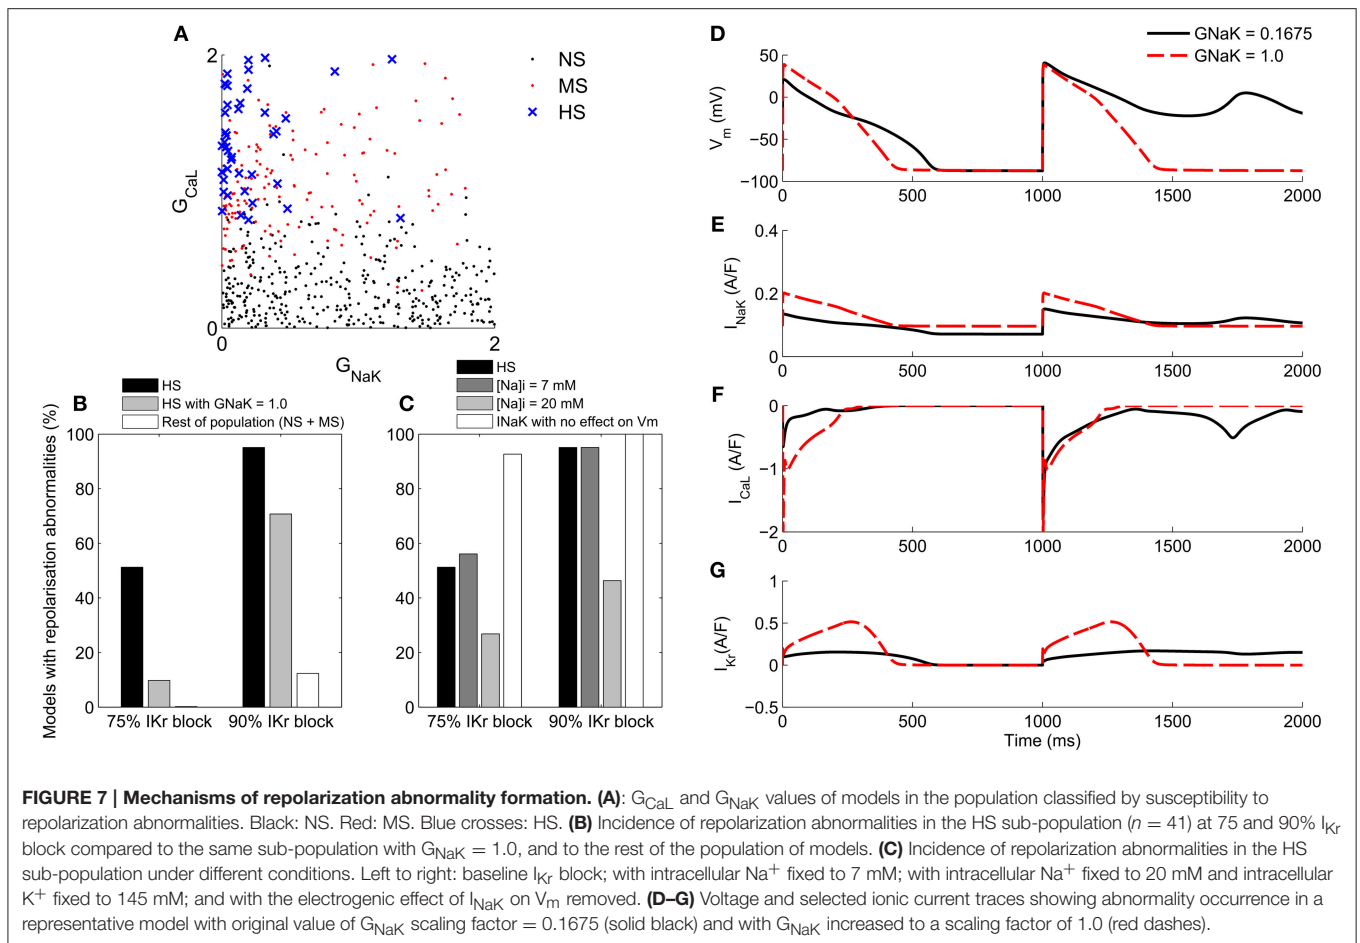 A
2
G_CaL
0
0
2
G_NaK
NS
MS
HS
B
HS
HS with GNaK = 1.0
Rest of population (NS + MS)
Models with repolarisation abnormalities (%)
100
80
60
40
20
0
75% IKr block
90% IKr block
C
HS
[Na]i = 7 mM
[Na]i = 20 mM
INaK with no effect on Vm
100
80
60
40
20
0
75% IKr block
90% IKr block
D
GNaK = 0.1675
GNaK = 1.0
V_m (mV)
50
0
−50
−100
0
500
1000
1500
2000
E
I_NaK (A/F)
0.4
0.2
0
0
500
1000
1500
2000
F
I_CaL (A/F)
0
−1
−2
0
500
1000
1500
2000
G
I_Kr(A/F)
1
0.5
0
−0.5
0
500
1000
1500
2000
Time (ms)
FIGURE 7 | Mechanisms of repolarization abnormality formation. (A): G_CaL and G_NaK values of models in the population classified by susceptibility to
repolarization abnormalities. Black: NS. Red: MS. Blue crosses: HS. (B) Incidence of repolarization abnormalities in the HS sub-population (n = 41) at 75 and 90% I_Kr
block compared to the same sub-population with G_NaK = 1.0, and to the rest of the population of models. (C) Incidence of repolarization abnormalities in the HS
sub-population under different conditions. Left to right: baseline I_Kr block; with intracellular Na⁺ fixed to 7 mM; with intracellular Na⁺ fixed to 20 mM and intracellular
K⁺ fixed to 145 mM; and with the electrogenic effect of I_NaK on V_m removed. (D–G) Voltage and selected ionic current traces showing abnormality occurrence in a
representative model with original value of G_NaK scaling factor = 0.1675 (solid black) and with G_NaK increased to a scaling factor of 1.0 (red dashes).